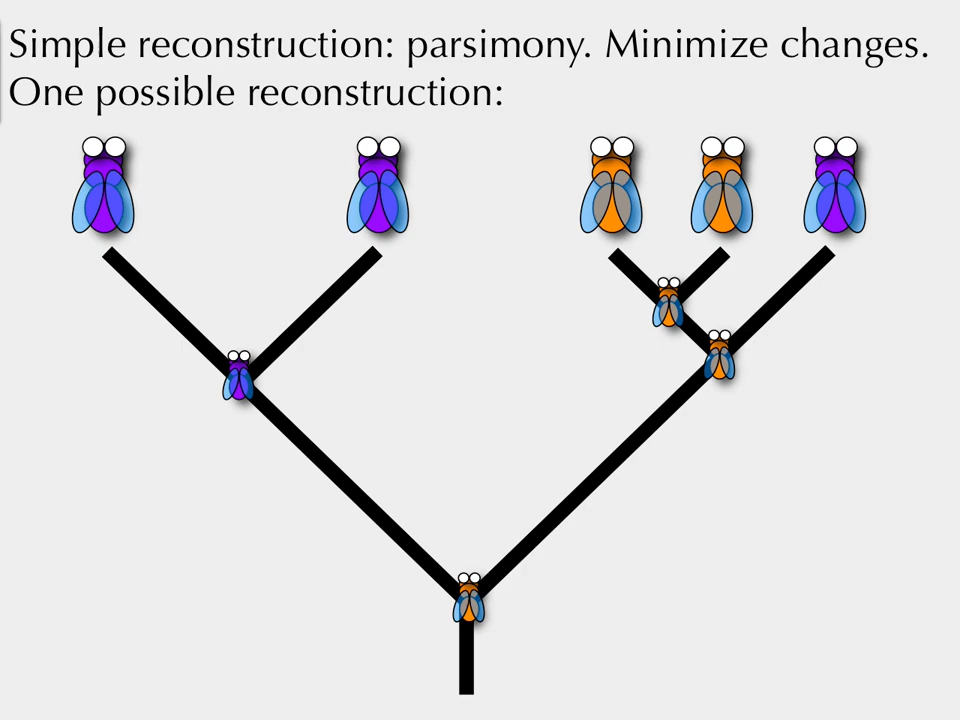 Simple reconstruction: parsimony. Minimize changes.
One possible reconstruction: